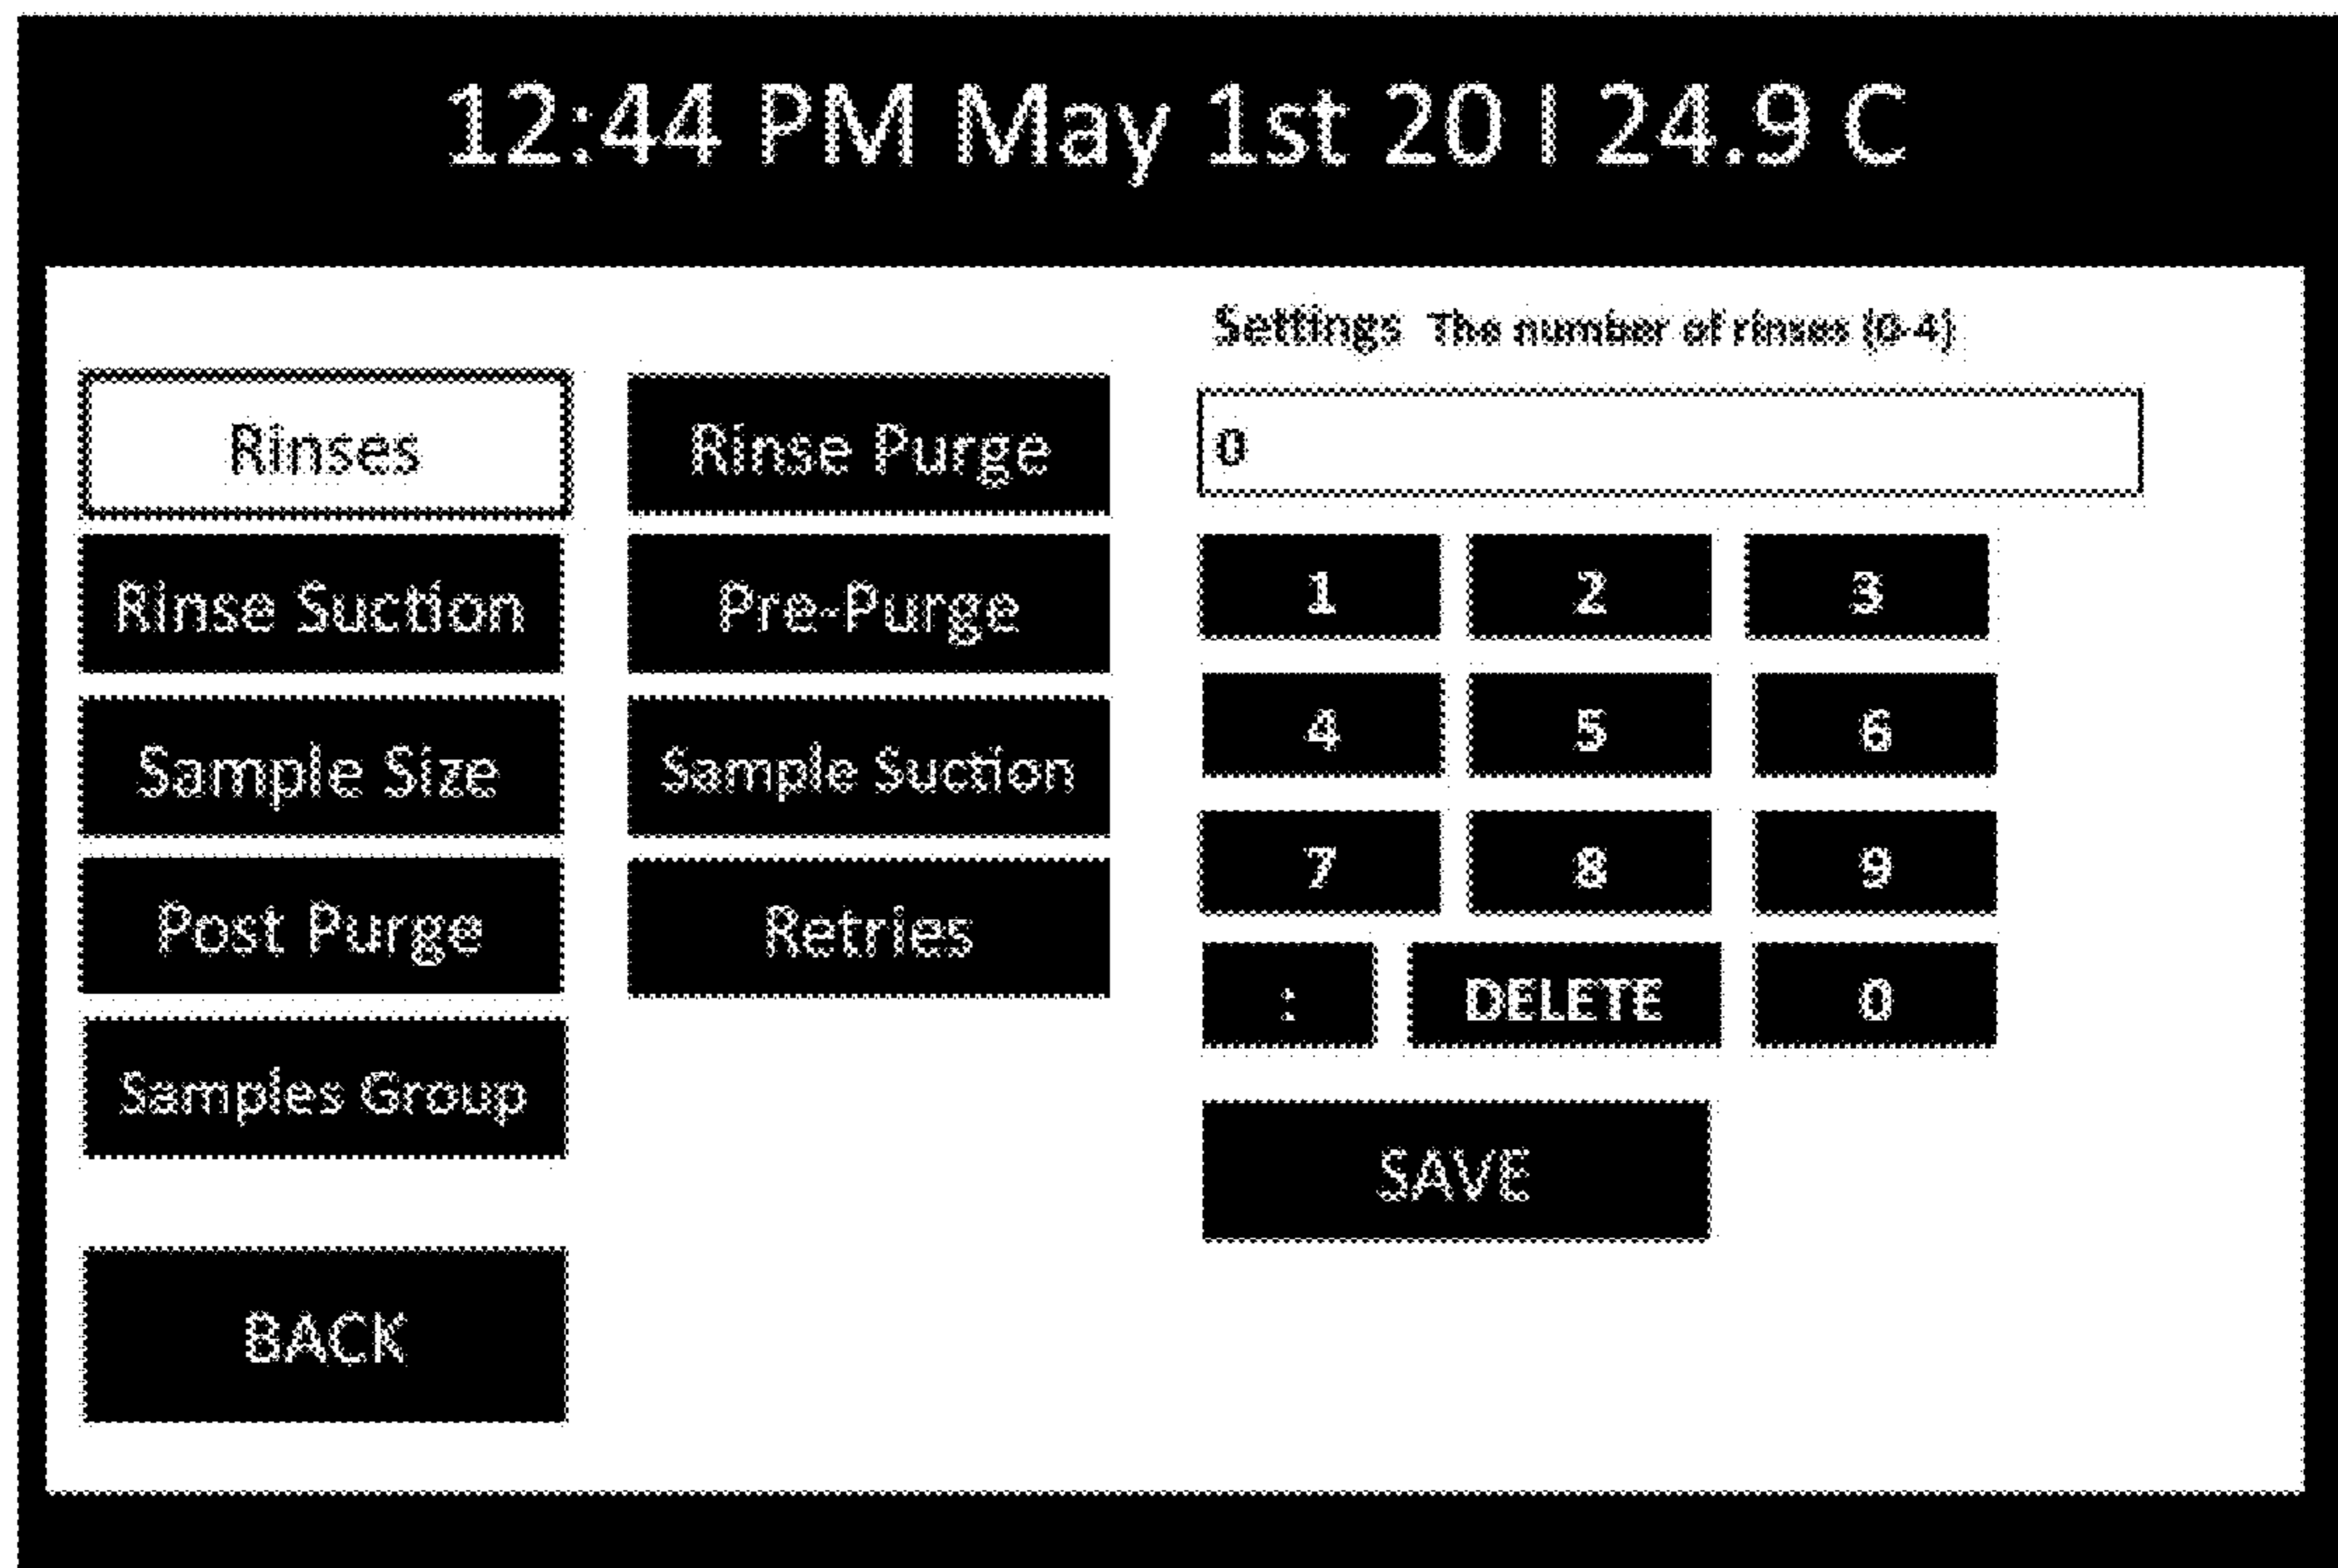 12:44 PM May 1st 20 | 24.9 C
Settings The number of rinses (0-4)
Rinses Rinse Purge 0
Rinse Suction Pre-Purge 1 2 3
Sample Size Sample Suction 4 5 6
Post Purge Retries 7 8 9
: DELETE 0
Samples Group
SAVE
BACK